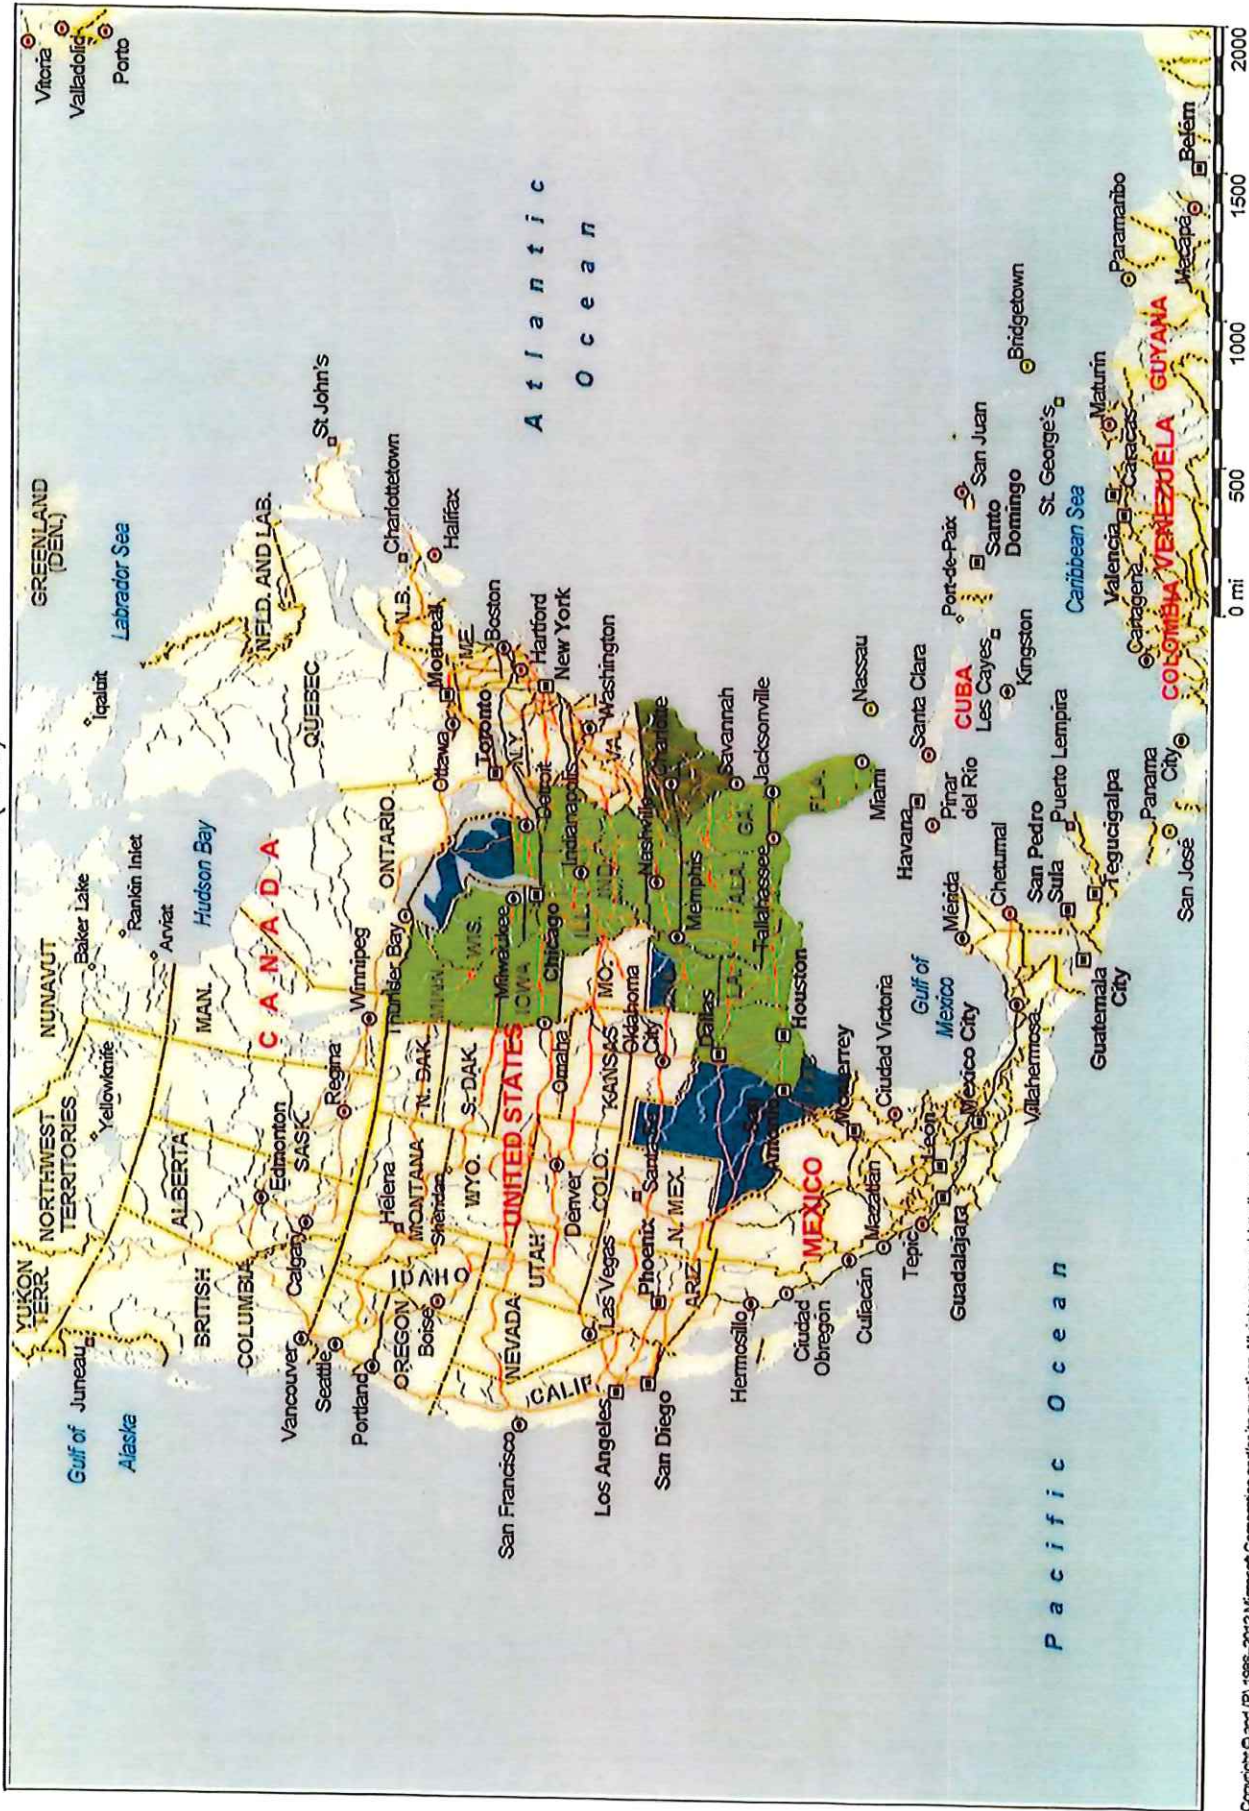 YUKON
TERR.
NORTHWEST
TERRITORIES
NUNAVUT
GREENLAND
(DEN.)
Vitoria
Valladolid
Porto
Gulf of
Alaska
Juneau
Yellowknife
Baker Lake
Rankin Inlet
Arviat
Iqaluit
Labrador Sea
Hudson Bay
BRITISH
COLUMBIA
ALBERTA
SASK.
MAN.
CANADA
ONTARIO
QUEBEC
NFLD. AND LAB.
Edmonton
Calgary
Regina
Winnipeg
Thunder Bay
St John's
Charlottetown
Halifax
N.B.
Vancouver
Seattle
Portland
Helena
MONTANA
N. DAK.
MINN.
OREGON
IDAHO
Boise
Sheridan
WYO.
S. DAK.
WIS.
Milwaukee
Ottawa
Montreal
Toronto
ME.
N.Y.
Boston
Hartford
New York
Detroit
San Francisco
NEVADA
UTAH
UNITED STATES
IOWA
Chicago
Omaha
Denver
COLO.
KANSAS
MO.
ILL.
IND.
Indianapolis
Washington
VA.
CALIF
Las Vegas
Los Angeles
San Diego
Phoenix
ARIZ.
Santa Fe
N. MEX.
Oklahoma
City
Nashville
Memphis
Charlotte
Dallas
LA.
ALA.
GA.
Savannah
Jacksonville
Tallahassee
FLA.
San
Antonio
Houston
Miami
Nassau
Atlantic
Ocean
Hermosillo
Ciudad
Obregón
Culiacán
Mazatlán
MEXICO
Monterrey
Ciudad Victoria
Tepic
León
Guadalajara
Mexico City
Villahermosa
Gulf of
Mexico
Mérida
Chetumal
Havana
Pinar
del Río
Santa Clara
CUBA
Les Cayes
Kingston
Port-de-Paix
Santo
Domingo
San Juan
St. George's
Bridgetown
Caribbean Sea
Guatemala
City
San Pedro
Sula
Puerto Lempira
Tegucigalpa
San José
Panama
City
Cartagena
Valencia
Caracas
Maturín
COLOMBIA
VENEZUELA
GUYANA
Paramaribo
Macapá
Belém
Pacific Ocean
0 mi
500
1000
1500
2000